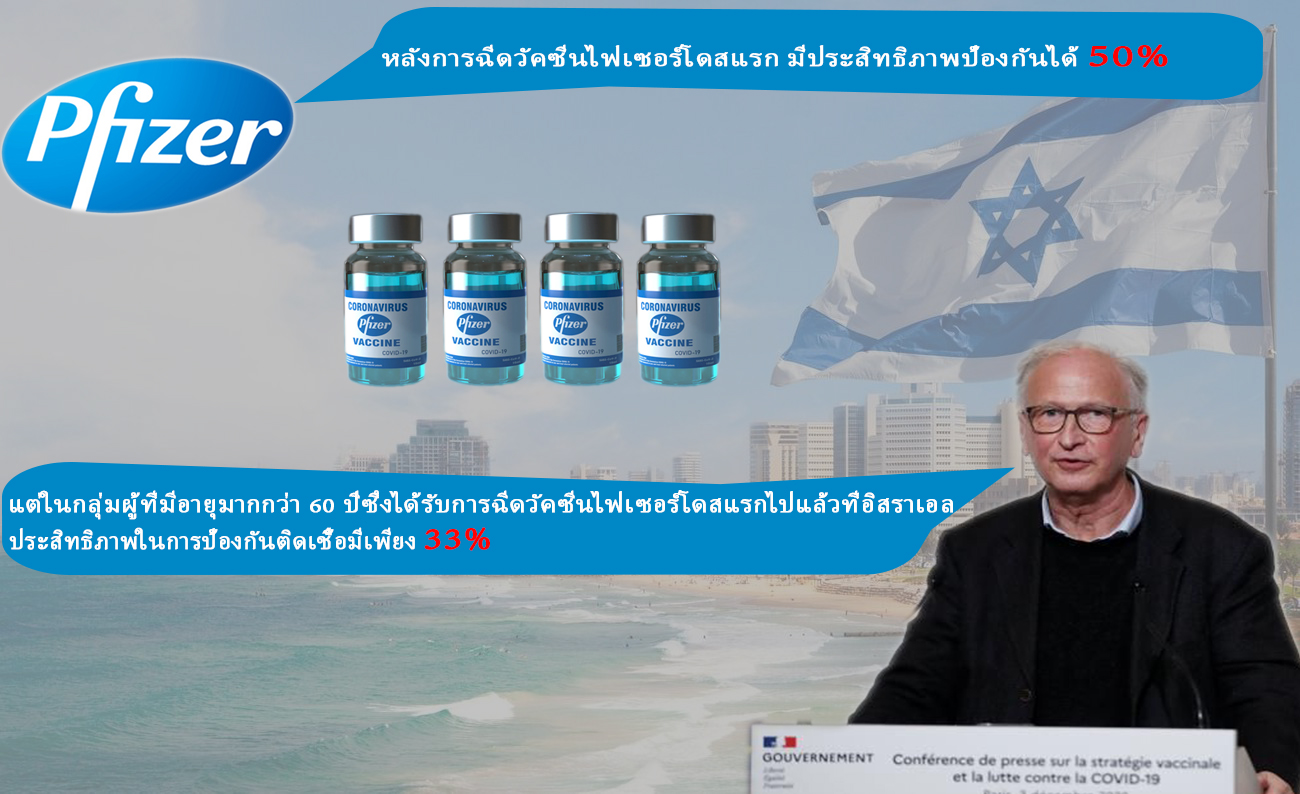 หลังการฉีดวัคซีนไฟเซอร์โดสแรก มีประสิทธิภาพป้องกันได้ 50%
Pfizer
CORONAVIRUS
Pfizer
VACCINE
COVID-19
CORONAVIRUS
Pfizer
VACCINE
COVID-19
CORONAVIRUS
Pfizer
VACCINE
COVID-19
CORONAVIRUS
Pfizer
VACCINE
COVID-19
แต่ในกลุ่มผู้ที่มีอายุมากกว่า 60 ปีซึ่งได้รับการฉีดวัคซีนไฟเซอร์โดสแรกไปแล้วที่อิสราเอล
ประสิทธิภาพในการป้องกันติดเชื้อมีเพียง 33%
GOUVERNEMENT
Liberté
Égalité
Fraternité
Conférence de presse sur la stratégie vaccinale
et la lutte contre la COVID-19
Paris, 3 décembre 2020